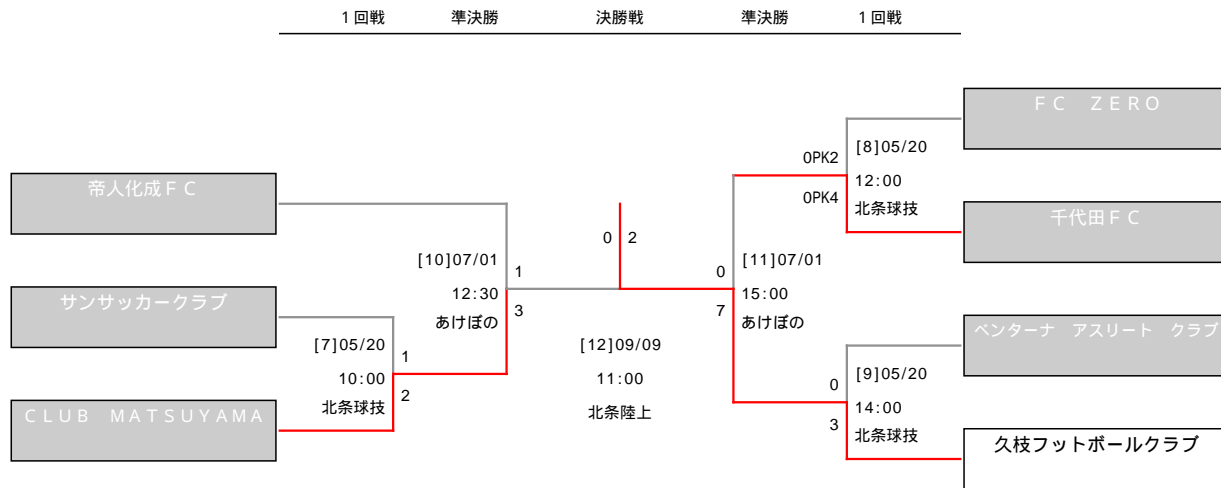 １回戦 準決勝 決勝戦 準決勝 １回戦
ＦＣ　ＺＥＲＯ
0PK2
[8]05/20
12:00
北条球技
0PK4
千代田ＦＣ
帝人化成ＦＣ
0 2
[10]07/01
12:30
あけぼの
1
3
0
7
[11]07/01
15:00
あけぼの
サンサッカークラブ
[7]05/20
10:00
北条球技
1
2
ＣＬＵＢ　ＭＡＴＳＵＹＡＭＡ
[12]09/09
11:00
北条陸上
ベンターナ　アスリート　クラブ
0
3
[9]05/20
14:00
北条球技
久枝フットボールクラブ